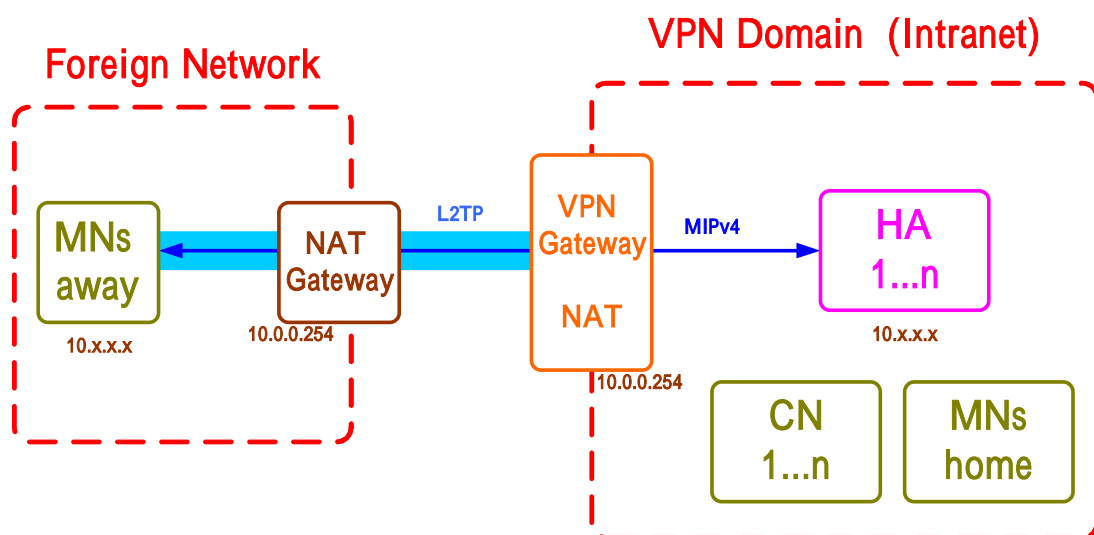 VPN Domain (Intranet)
Foreign Network
MNs
away
10.x.x.x
NAT
Gateway
10.0.0.254
L2TP
VPN
Gateway
NAT
10.0.0.254
MIPv4
HA
1...n
10.x.x.x
CN
1...n
MNs
home